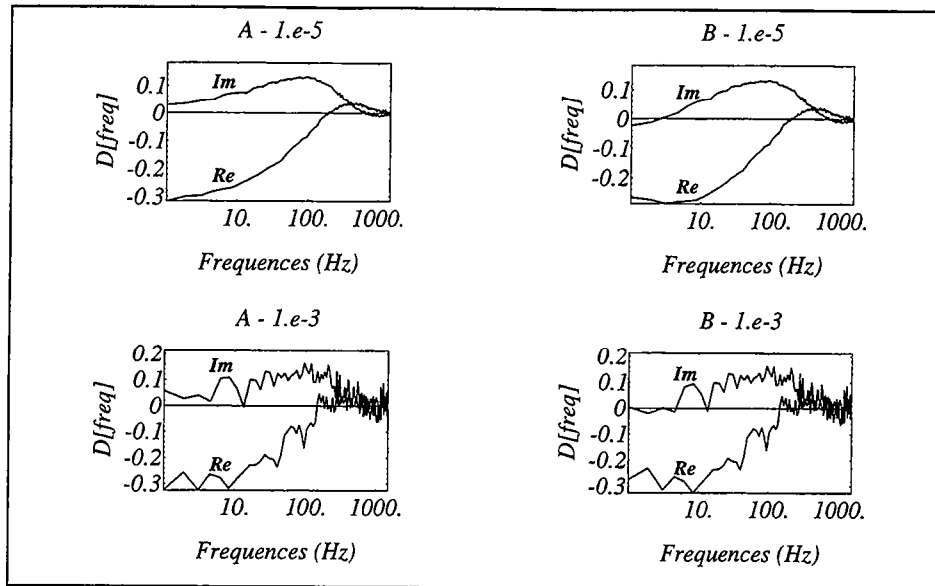 A - 1.e-5
D[freq]
0.1
0
-0.1
-0.2
-0.3
Im
Re
10. 100. 1000.
Frequences (Hz)
B - 1.e-5
D[freq]
0.1
0
-0.1
-0.2
Im
Re
10. 100. 1000.
Frequences (Hz)
A - 1.e-3
D[freq]
0.2
0.1
0
-0.1
-0.2
-0.3
Im
Re
10. 100. 1000.
Frequences (Hz)
B - 1.e-3
D[freq]
0.2
0.1
0
-0.1
-0.2
-0.3
Im
Re
10. 100. 1000.
Frequences (Hz)